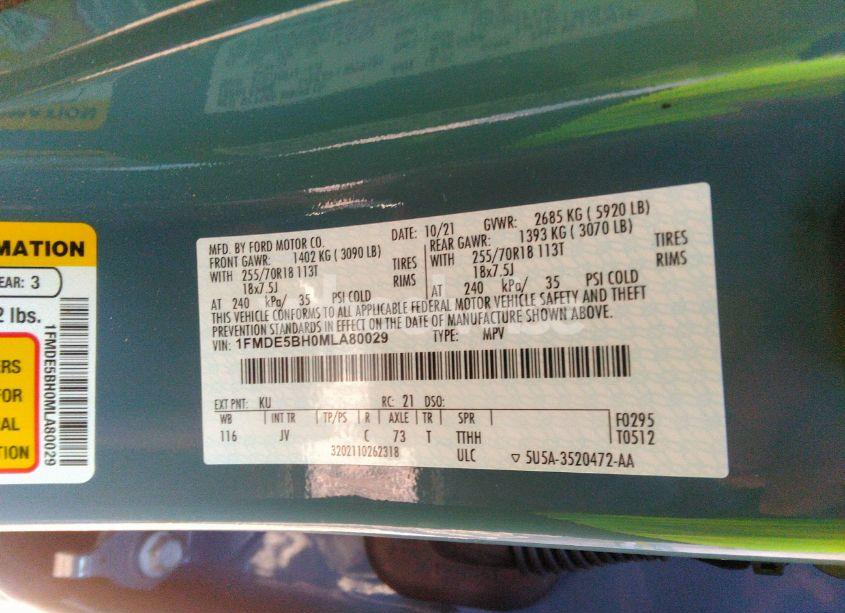 MATION
EAR: 3
2 lbs.
ERS
FOR
AL
TION
1FMDE5BH0MLA80029
MFD. BY FORD MOTOR CO. DATE: 10/21 GVWR: 2685 KG ( 5920 LB)
FRONT GAWR: 1402 KG ( 3090 LB) REAR GAWR: 1393 KG ( 3070 LB)
WITH 255/70R18 113T TIRES WITH 255/70R18 113T TIRES
18x7.5J RIMS 18x7.5J RIMS
AT 240 kPa/ 35 PSI COLD AT 240 kPa/ 35 PSI COLD
THIS VEHICLE CONFORMS TO ALL APPLICABLE FEDERAL MOTOR VEHICLE SAFETY AND THEFT
PREVENTION STANDARDS IN EFFECT ON THE DATE OF MANUFACTURE SHOWN ABOVE.
VIN: 1FMDE5BH0MLA80029 TYPE: MPV
EXT PNT: KU RC: 21 DSO:
WB INT TR TP/PS R AXLE TR SPR F0295
116 JV C 73 T TTHH T0512
3202110262318 ULC ▽ 5U5A-3520472-AA